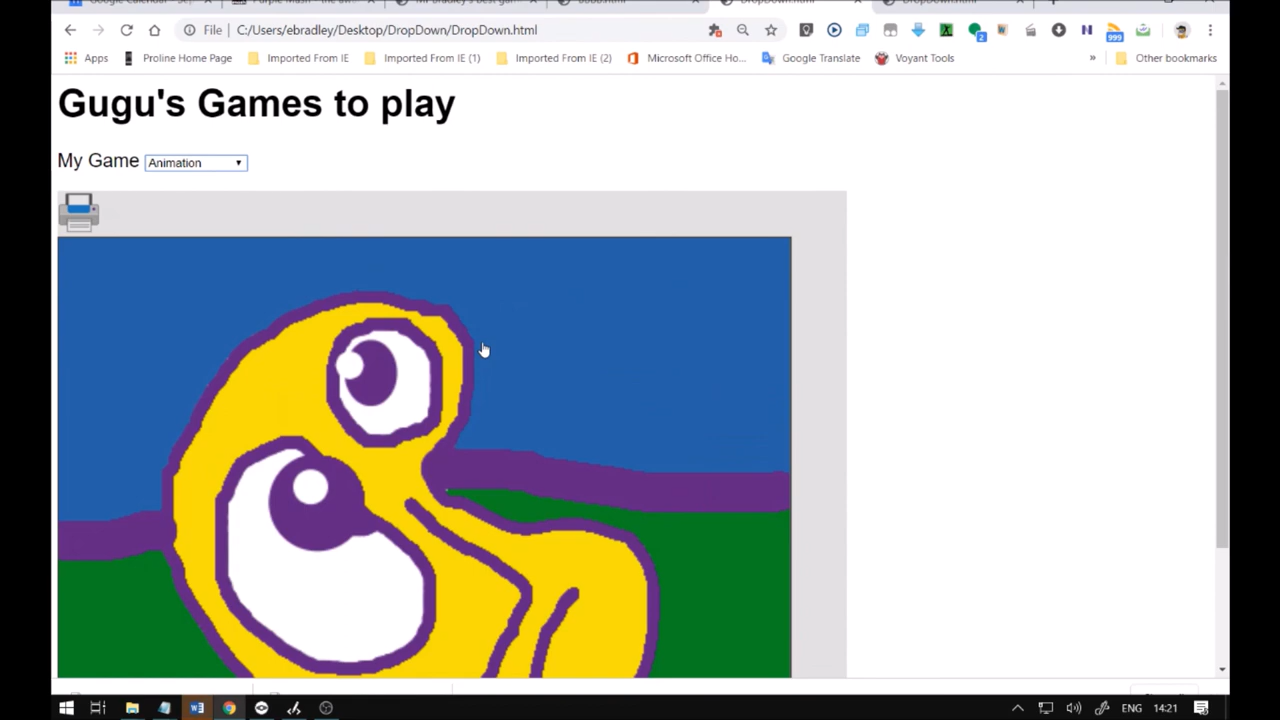 File
C:/Users/ebradley/Desktop/DropDown/DropDown.html
2
999
Apps
Proline Home Page
Imported From IE
Imported From IE (1)
Imported From IE (2)
Microsoft Office Ho...
Google Translate
Voyant Tools
»
Other bookmarks
Gugu's Games to play
My Game
Animation
ENG
14:21